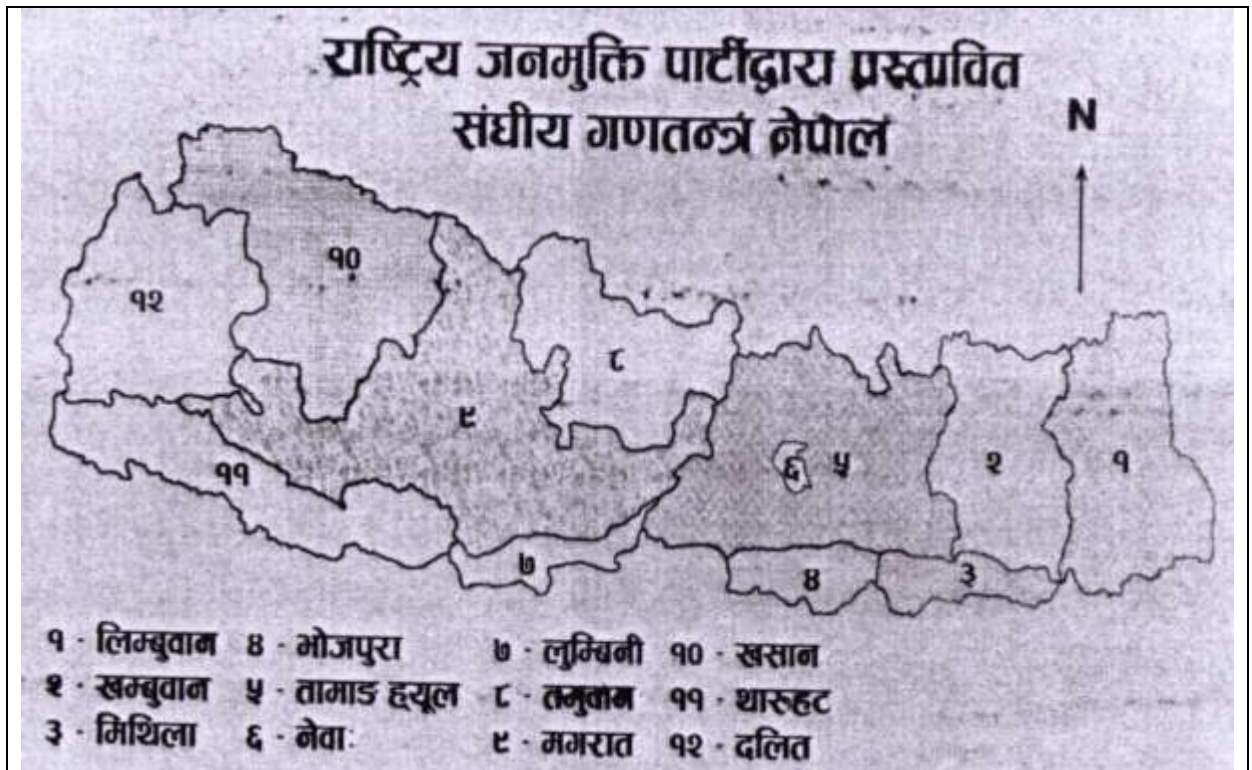 राष्ट्रिय जनमुक्ति पार्टीद्वारा प्रस्तावित
संघीय गणतन्त्र नेपाल
N
१०
१२
८
९
११
६ ५
२
१
७
४
३
१ - लिम्बुवान ४ - भोजपुरा ७ - लुम्बिनी १० - खसान
२ - खम्बुवान ५ - तामाङ ह्यूल ८ - तमुवान ११ - थारुहट
३ - मिथिला ६ - नेवाः ९ - मगरात १२ - दलित